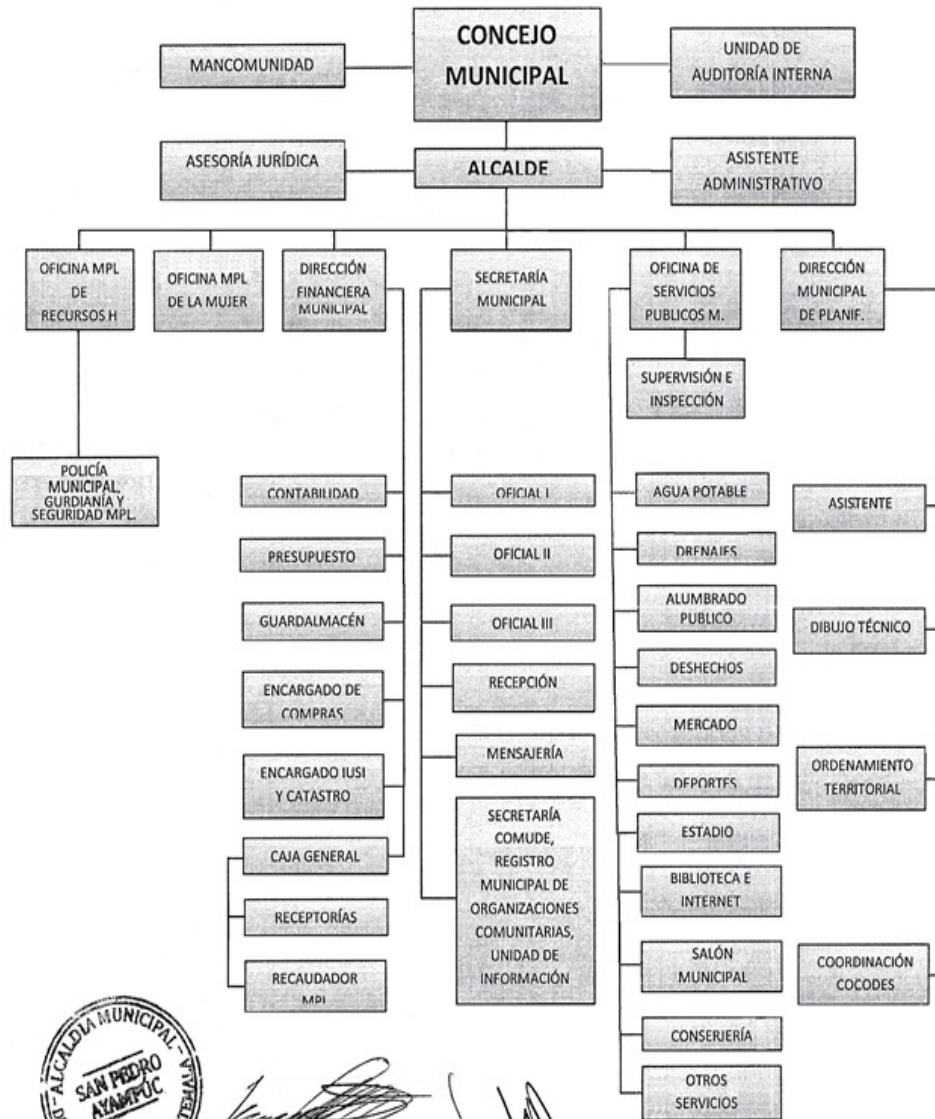 CONCEJO
MUNICIPAL
MANCOMUNIDAD
UNIDAD DE
AUDITORÍA INTERNA
ASESORÍA JURÍDICA
ALCALDE
ASISTENTE
ADMINISTRATIVO
OFICINA MPL
DE
RECURSOS H
OFICINA MPL
DE LA MUJER
DIRECCIÓN
FINANCIERA
MUNICIPAL
SECRETARÍA
MUNICIPAL
OFICINA DE
SERVICIOS
PUBLICOS M.
DIRECCIÓN
MUNICIPAL
DE PLANIF.
SUPERVISIÓN E
INSPECCIÓN
POLICÍA
MUNICIPAL,
GURDIANÍA Y
SEGURIDAD MPL.
CONTABILIDAD
PRESUPUESTO
GUARDALMACÉN
ENCARGADO DE
COMPRAS
ENCARGADO IUSI
Y CATASTRO
CAJA GENERAL
RECEPTORÍAS
RECAUDADOR
MPL
OFICIAL I
OFICIAL II
OFICIAL III
RECEPCIÓN
MENSAJERÍA
SECRETARÍA
COMUDE,
REGISTRO
MUNICIPAL DE
ORGANIZACIONES
COMUNITARIAS,
UNIDAD DE
INFORMACIÓN
AGUA POTABLE
DRENAJES
ALUMBRADO
PUBLICO
DESHECHOS
MERCADO
DEPORTES
ESTADIO
BIBLIOTECA E
INTERNET
SALÓN
MUNICIPAL
CONSERJERÍA
OTROS
SERVICIOS
ASISTENTE
DIBUJO TÉCNICO
ORDENAMIENTO
TERRITORIAL
COORDINACIÓN
COCODES
ALCALDIA MUNICIPAL
SAN PEDRO
AYAMPÚC